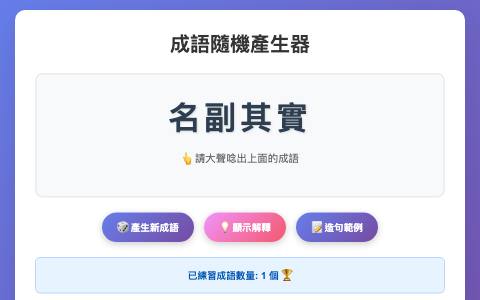 成語隨機產生器
名副其實
👆 請大聲唸出上面的成語
🎲 產生新成語
💡 顯示解釋
📝 造句範例
已練習成語數量: 1 個 🏆